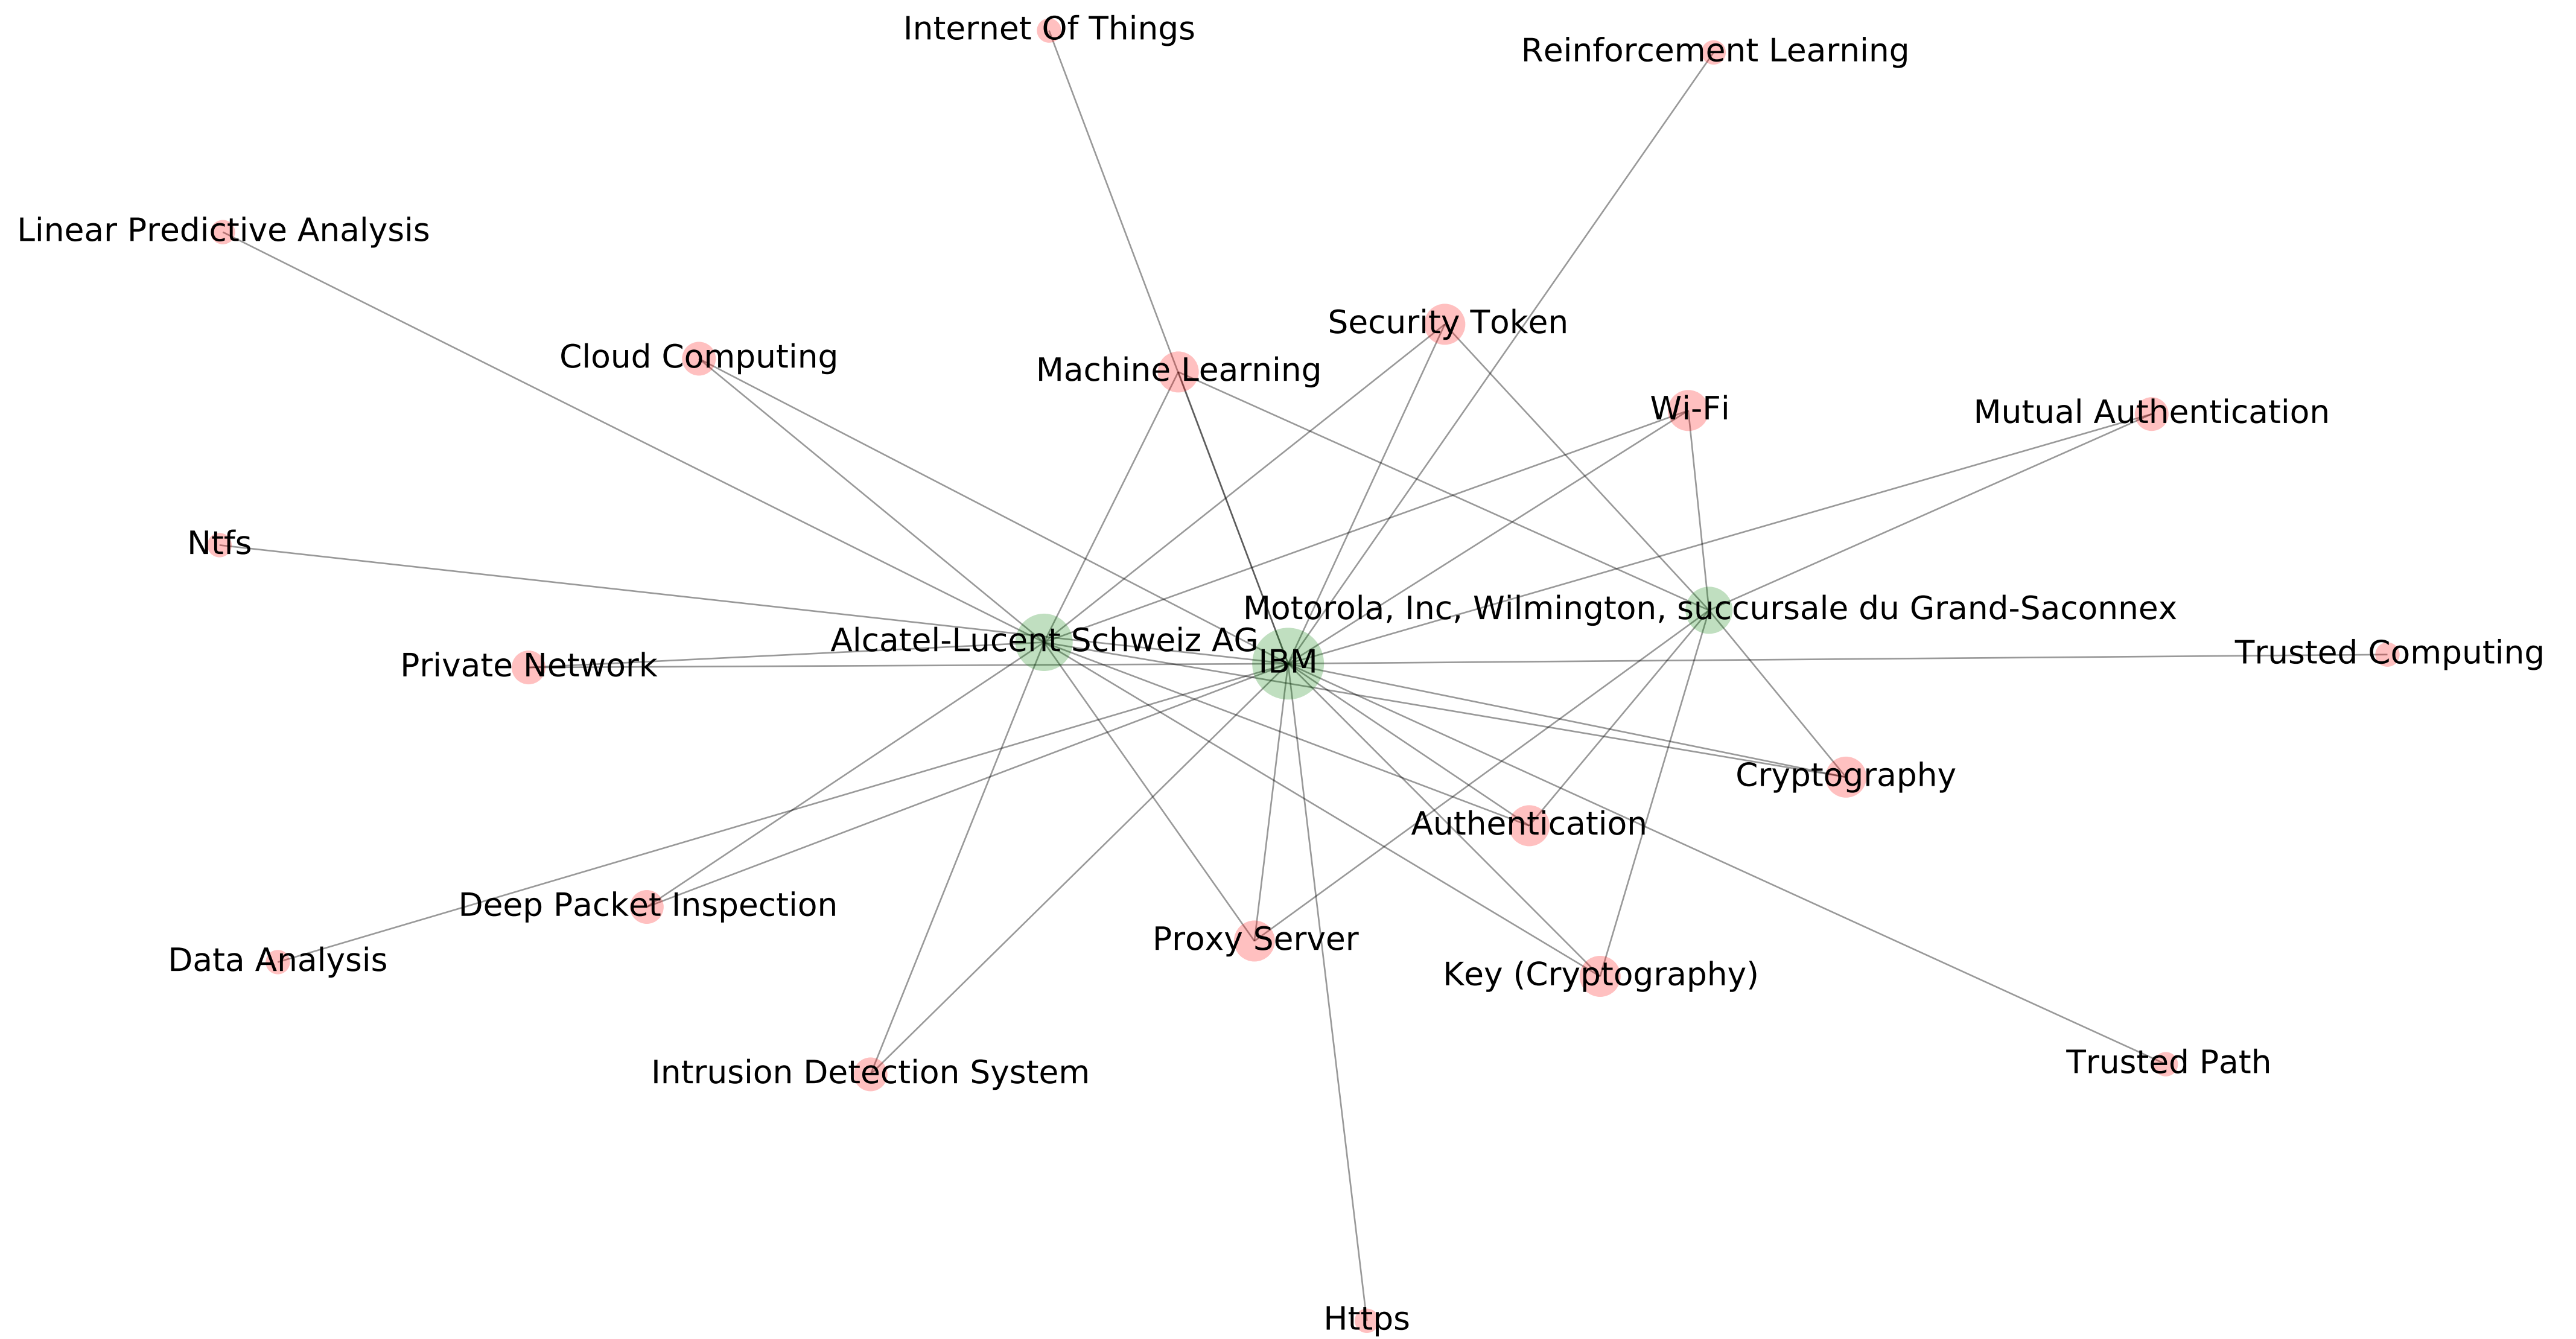 Internet Of Things
Reinforcement Learning
Linear Predictive Analysis
Security Token
Cloud Computing
Machine Learning
Wi-Fi
Mutual Authentication
Ntfs
Motorola, Inc, Wilmington, succursale du Grand-Saconnex
Alcatel-Lucent Schweiz AG
Trusted Computing
IBM
Private Network
Cryptography
Authentication
Deep Packet Inspection
Proxy Server
Data Analysis
Key (Cryptography)
Trusted Path
Intrusion Detection System
Https